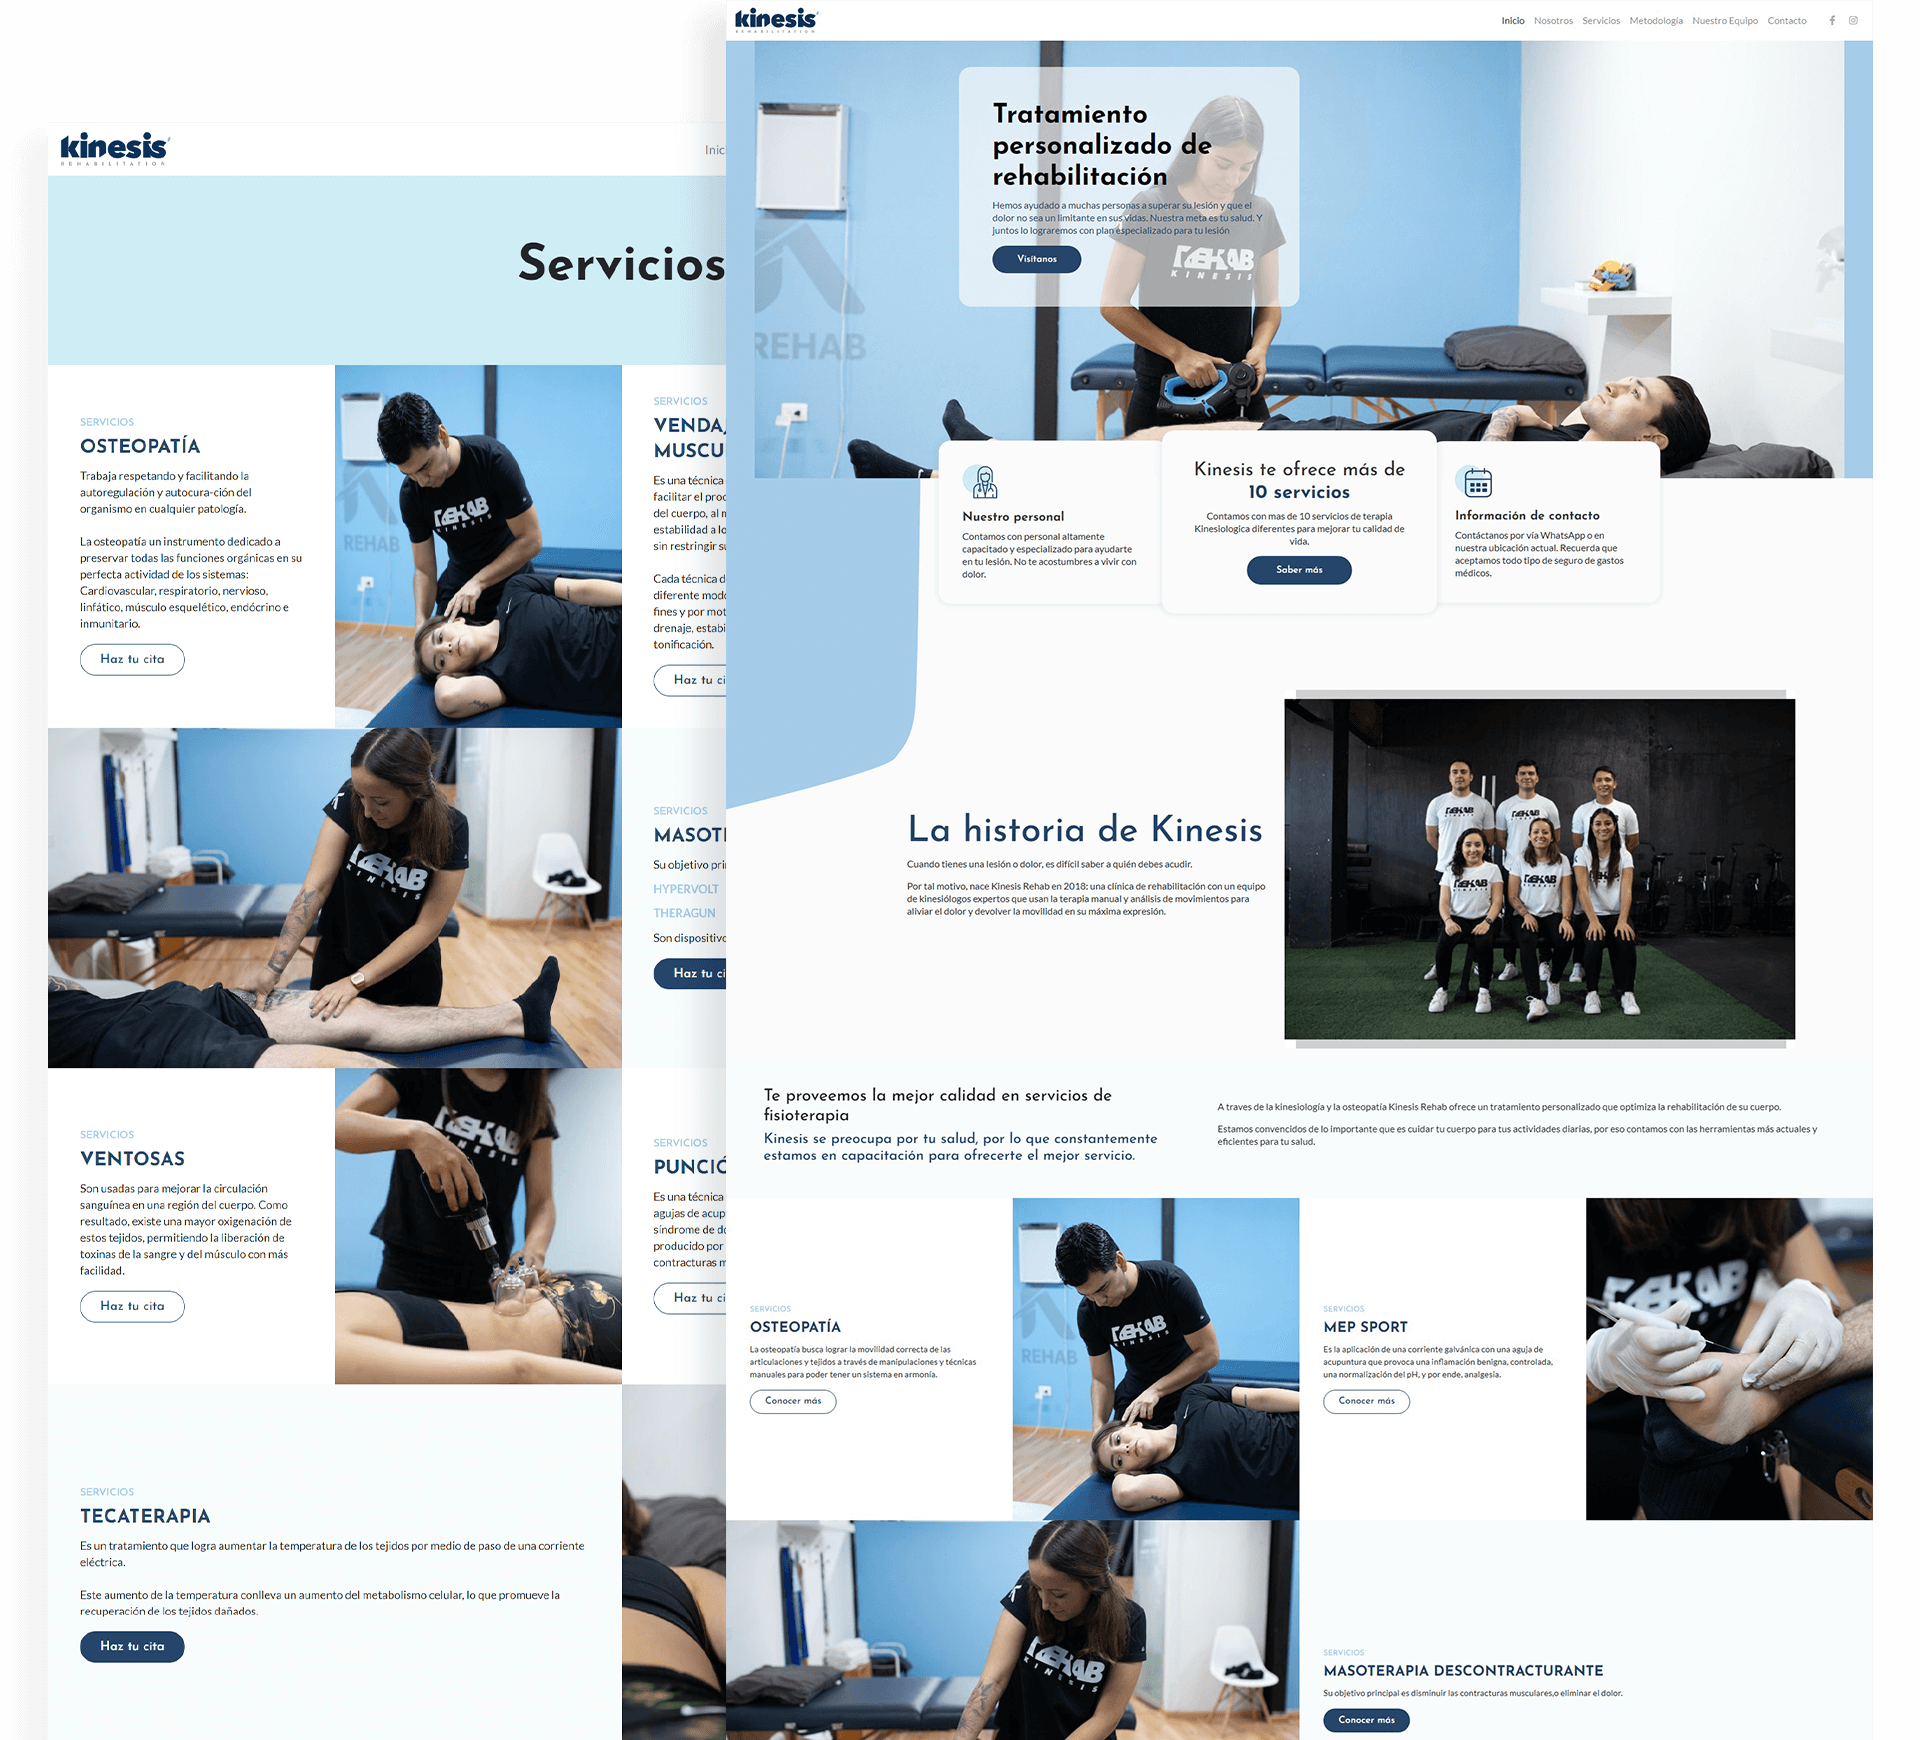 kinesis
REHABILITATION
Servicios
SERVICIOS
OSTEOPATÍA
Trabaja respetando y facilitando la
autoregulación y autocura-ción del
organismo en cualquier patología.
La osteopatía un instrumento dedicado a
preservar todas las funciones orgánicas en su
perfecta actividad de los sistemas:
Cardiovascular, respiratorio, nervioso,
linfático, músculo esquelético, endócrino e
inmunitario.
Haz tu cita
REHAB
REHAB
KINESIS
SERVICIOS
MUSCU
Es una técnica
facilitar el proc
del cuerpo, al m
estabilidad a lo
sin restringir su
Cada técnica d
diferente modo
fines y por mot
drenaje, estabi
tonificación.
Haz tu ci
REHAB
KINESIS
SERVICIOS
MASOT
Su objetivo pri
HYPERVOLT
THERAGUN
Son dispositivo
Haz tu ci
SERVICIOS
VENTOSAS
Son usadas para mejorar la circulación
sanguínea en una región del cuerpo. Como
resultado, existe una mayor oxigenación de
estos tejidos, permitiendo la liberación de
toxinas de la sangre y del músculo con más
facilidad.
Haz tu cita
REHAB
KINESIS
SERVICIOS
PUNCIÓ
Es una técnica
agujas de acup
síndrome de do
producido por
contracturas m
Haz tu ci
SERVICIOS
TECATERAPIA
Es un tratamiento que logra aumentar la temperatura de los tejidos por medio de paso de una corriente
eléctrica.
Este aumento de la temperatura conlleva un aumento del metabolismo celular, lo que promueve la
recuperación de los tejidos dañados.
Haz tu cita
kinesis
REHABILITATION
Inicio Nosotros Servicios Metodología Nuestro Equipo Contacto
Tratamiento
personalizado de
rehabilitación
Hemos ayudado a muchas personas a superar su lesión y que el
dolor no sea un limitante en sus vidas. Nuestra meta es tu salud. Y
juntos lo lograremos con plan especializado para tu lesión
Visítanos
REHAB
REHAB
KINESIS
Nuestro personal
Contamos con personal altamente
capacitado y especializado para ayudarte
en tu lesión. No te acostumbres a vivir con
dolor.
Kinesis te ofrece más de
10 servicios
Contamos con mas de 10 servicios de terapia
Kinesiologica diferentes para mejorar tu calidad de
vida.
Saber más
Información de contacto
Contáctanos por vía WhatsApp o en
nuestra ubicación actual. Recuerda que
aceptamos todo tipo de seguro de gastos
médicos.
La historia de Kinesis
Cuando tienes una lesión o dolor, es difícil saber a quién debes acudir.
Por tal motivo, nace Kinesis Rehab en 2018: una clínica de rehabilitación con un equipo
de kinesiólogos expertos que usan la terapia manual y análisis de movimientos para
aliviar el dolor y devolver la movilidad en su máxima expresión.
Te proveemos la mejor calidad en servicios de
fisioterapia
Kinesis se preocupa por tu salud, por lo que constantemente
estamos en capacitación para ofrecerte el mejor servicio.
A traves de la kinesiología y la osteopatía Kinesis Rehab ofrece un tratamiento personalizado que optimiza la rehabilitación de su cuerpo.
Estamos convencidos de lo importante que es cuidar tu cuerpo para tus actividades diarias, por eso contamos con las herramientas más actuales y
eficientes para tu salud.
SERVICIOS
OSTEOPATÍA
La osteopatía busca lograr la movilidad correcta de las
articulaciones y tejidos a través de manipulaciones y técnicas
manuales para poder tener un sistema en armonía.
Conocer más
REHAB
REHAB
KINESIS
SERVICIOS
MEP SPORT
Es la aplicación de una corriente galvánica con una aguja de
acupuntura que provoca una inflamación benigna, controlada,
una normalización del pH, y por ende, analgesia.
Conocer más
REHAB
KINESIS
SERVICIOS
MASOTERAPIA DESCONTRACTURANTE
Su objetivo principal es disminuir las contracturas musculares,o eliminar el dolor.
Conocer más